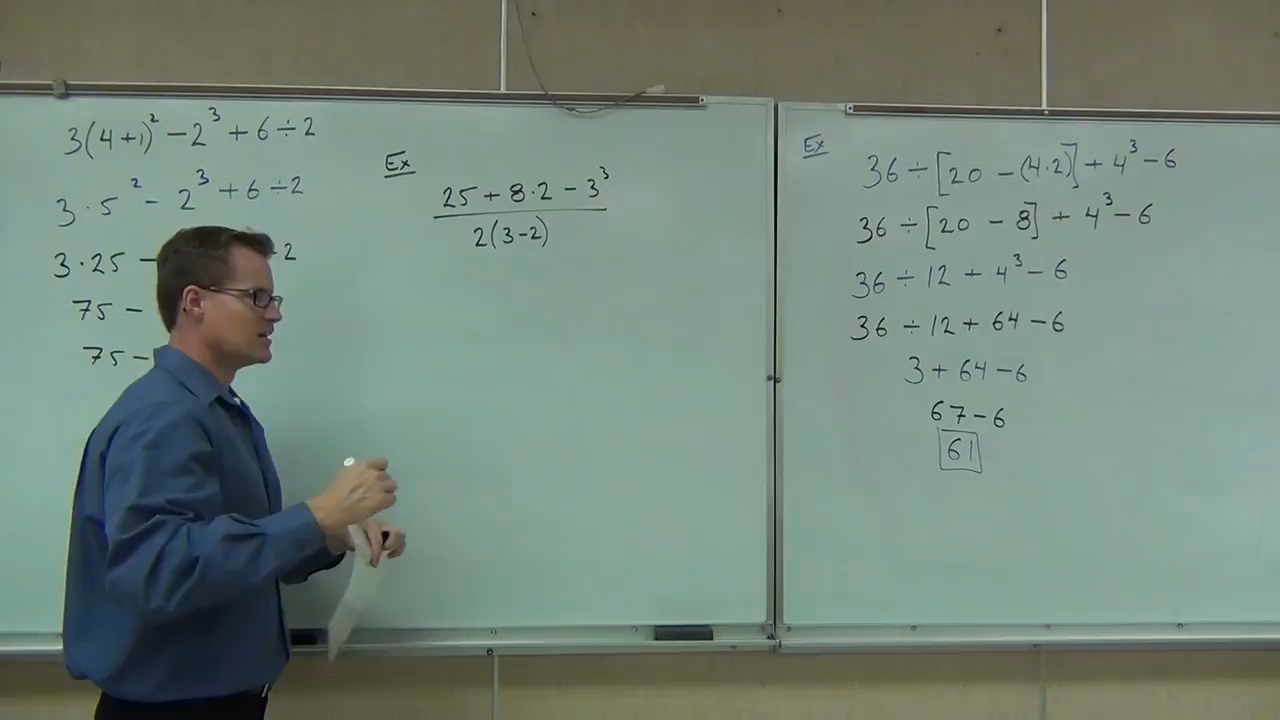 3(4+1)² − 2³ + 6 ÷ 2
3 · 5² − 2³ + 6 ÷ 2
3 · 25 − 2
75 −
75 −
Ex
25 + 8 · 2 − 3³
2(3−2)
Ex
36 ÷ [20 − (4·2)] + 4³ − 6
36 ÷ [20 − 8] + 4³ − 6
36 ÷ 12 + 4³ − 6
36 ÷ 12 + 64 − 6
3 + 64 − 6
67 − 6
61